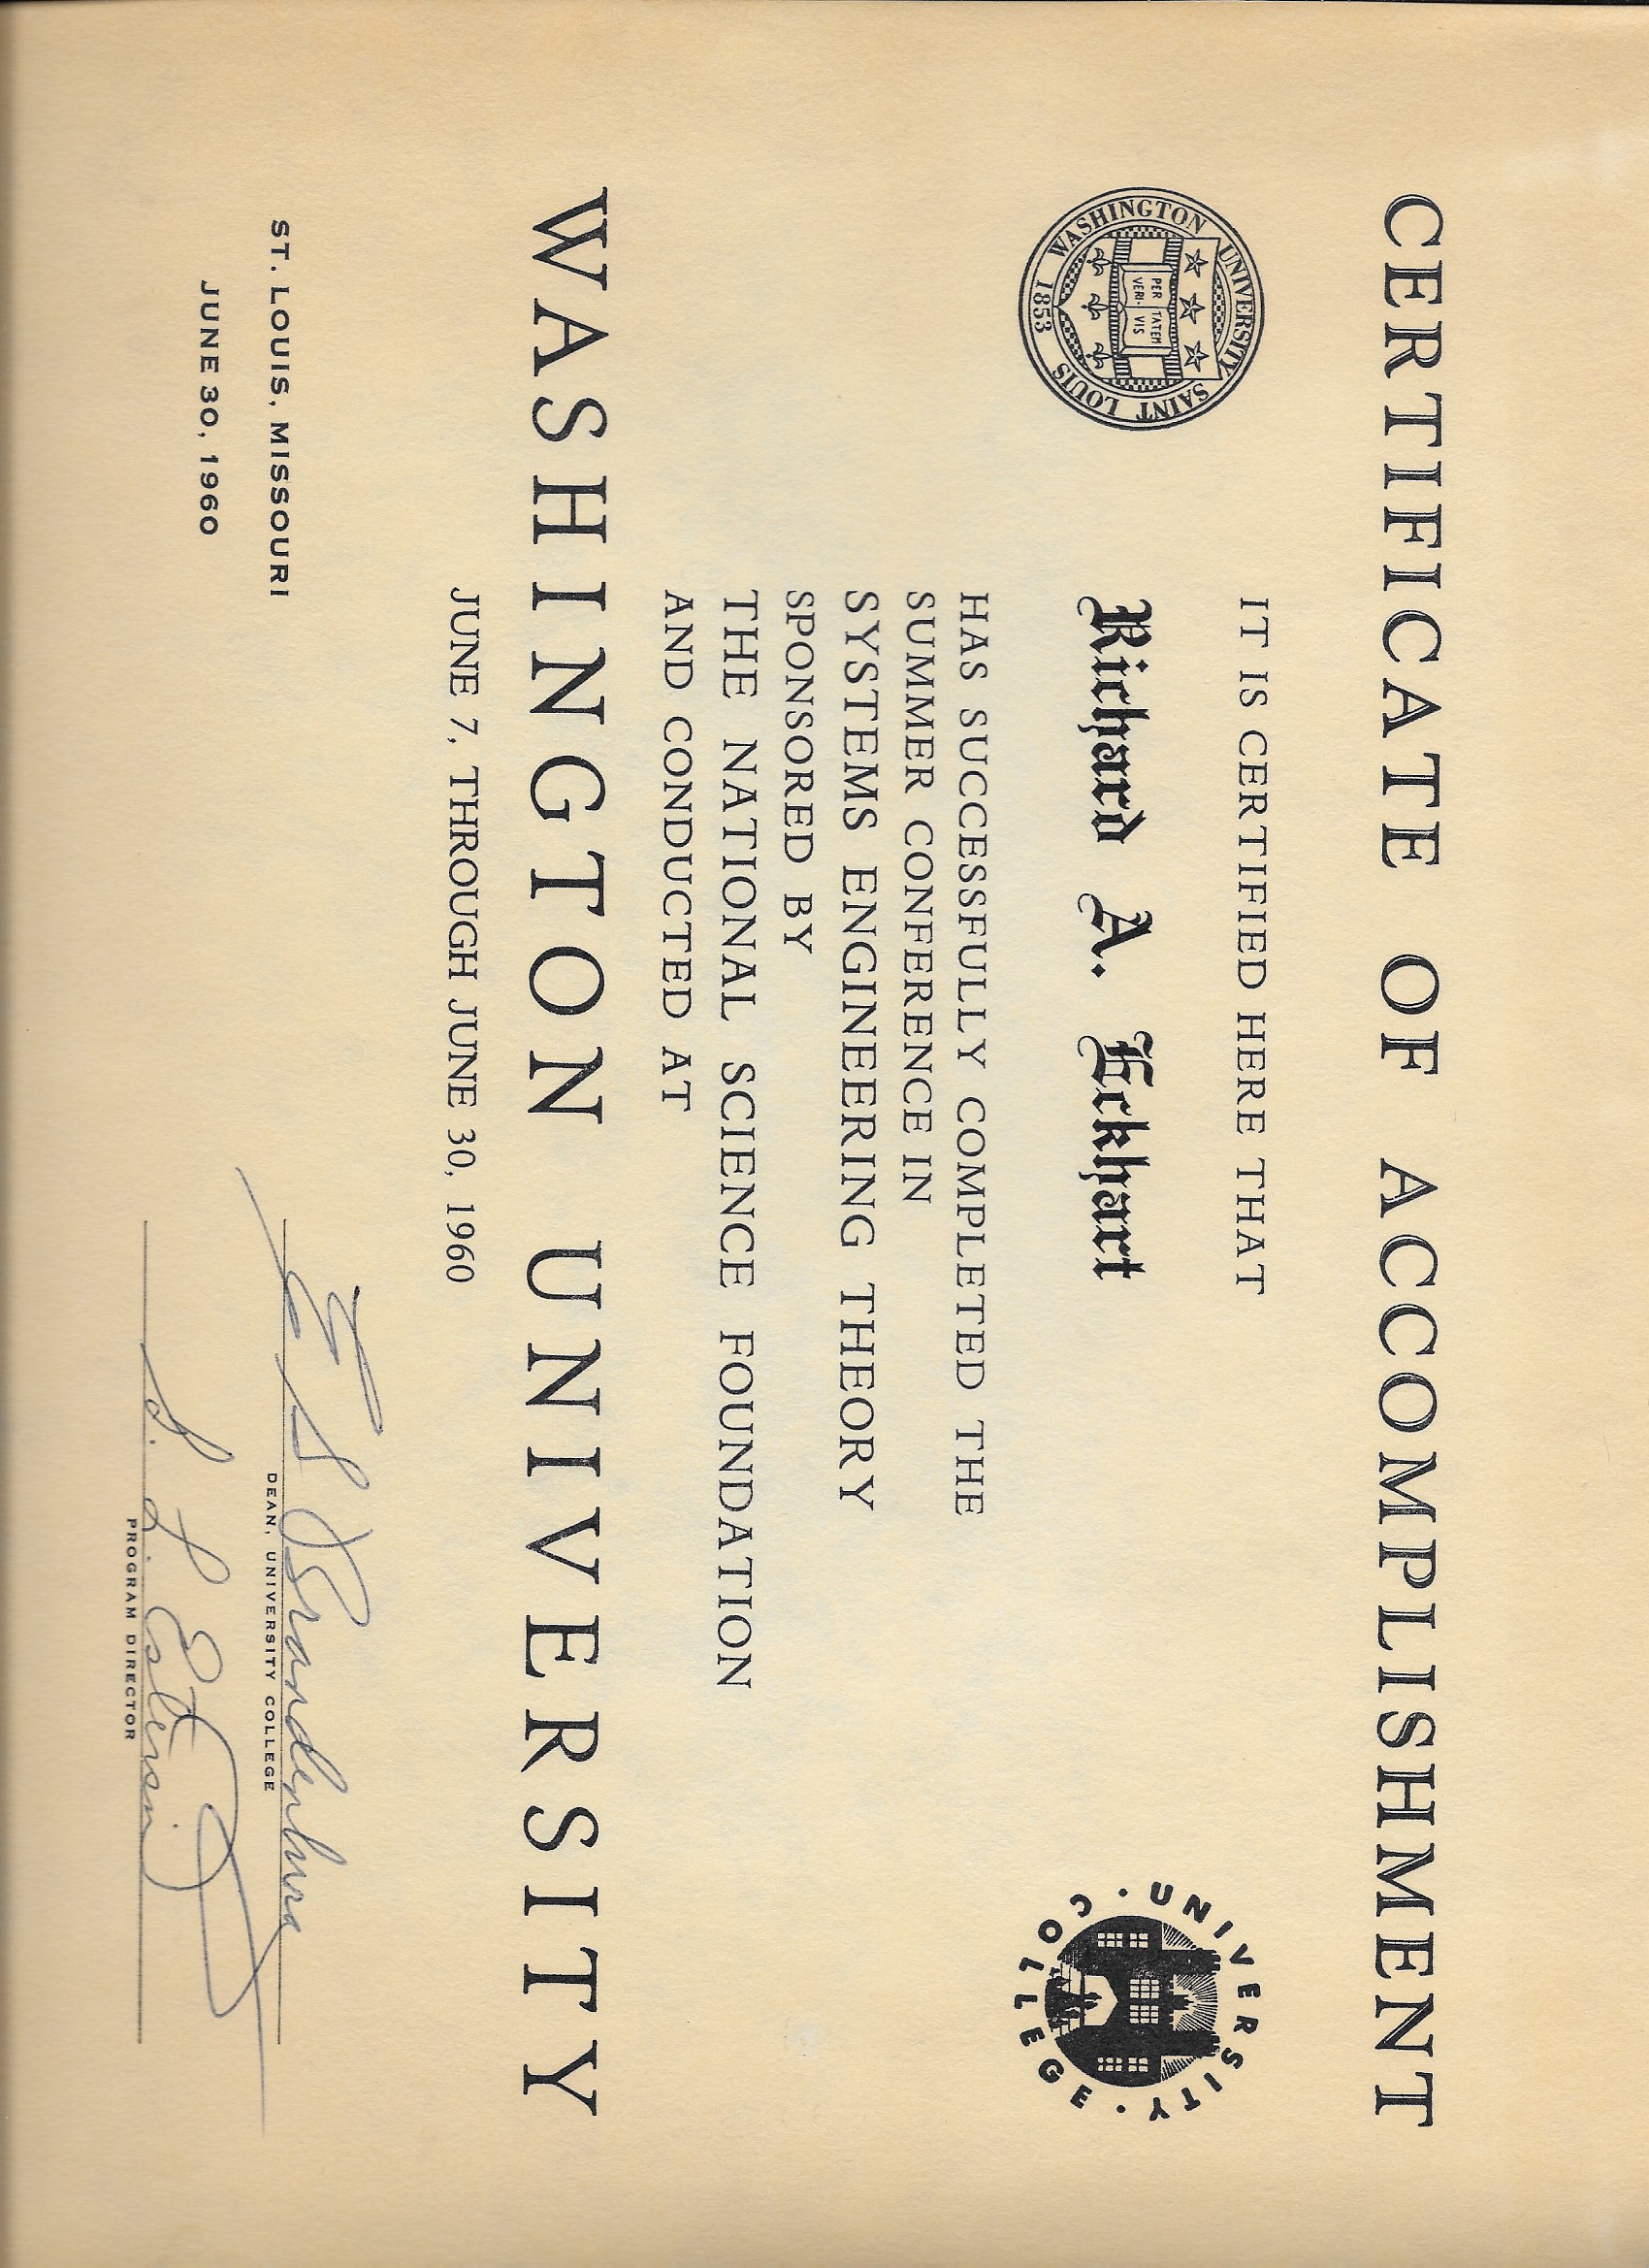 CERTIFICATE OF ACCOMPLISHMENT
WASHINGTON UNIVERSITY SAINT LOUIS 1853
PER VERI- TATEM VIS
UNIVERSITY · COLLEGE ·
IT IS CERTIFIED HERE THAT
Richard A. Eckhart
HAS SUCCESSFULLY COMPLETED THE
SUMMER CONFERENCE IN
SYSTEMS ENGINEERING THEORY
SPONSORED BY
THE NATIONAL SCIENCE FOUNDATION
AND CONDUCTED AT
WASHINGTON UNIVERSITY
JUNE 7, THROUGH JUNE 30, 1960
ST. LOUIS, MISSOURI
JUNE 30, 1960
DEAN, UNIVERSITY COLLEGE
PROGRAM DIRECTOR